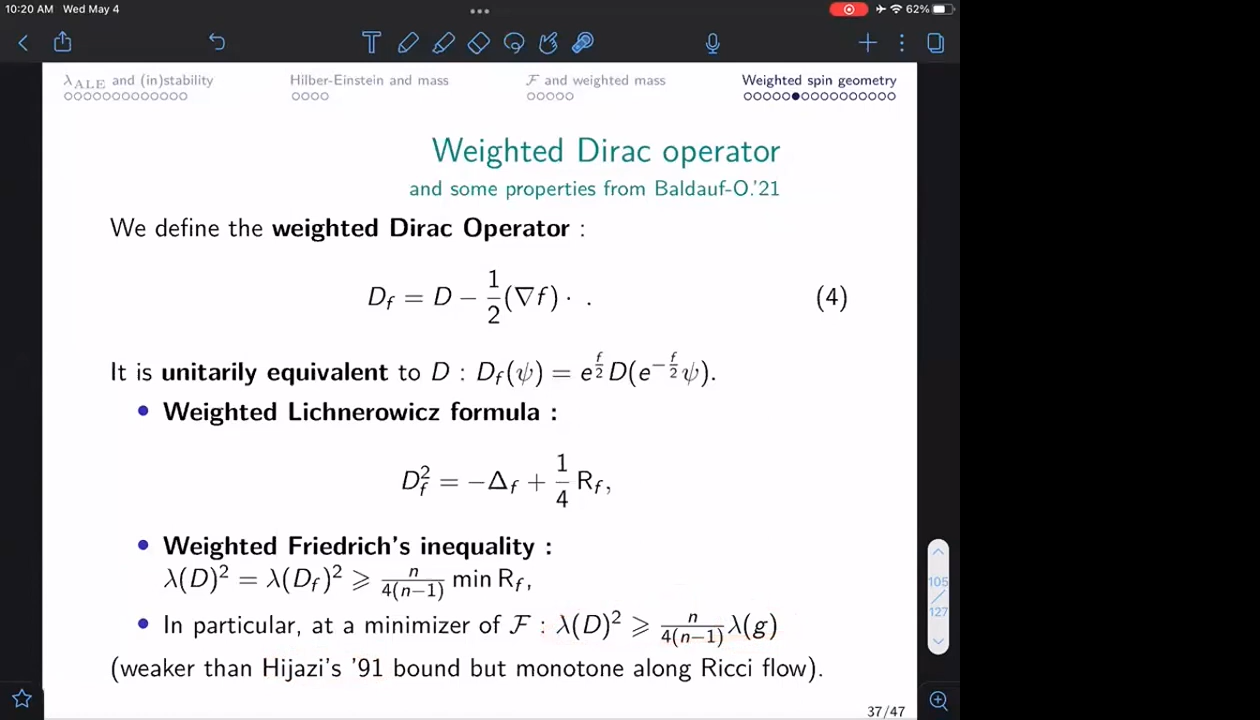 10:20 AM Wed May 4
62%
λ_ALE and (in)stability
Hilber-Einstein and mass
ℱ and weighted mass
Weighted spin geometry
Weighted Dirac operator
and some properties from Baldauf-O.'21
We define the weighted Dirac Operator :
D_f = D − 1/2 (∇f) · . (4)
It is unitarily equivalent to D : D_f(ψ) = e^{f/2} D(e^{−f/2} ψ).
• Weighted Lichnerowicz formula :
D_f^2 = −Δ_f + 1/4 R_f,
• Weighted Friedrich's inequality :
λ(D)^2 = λ(D_f)^2 ⩾ n/4(n−1) min R_f,
• In particular, at a minimizer of ℱ : λ(D)^2 ⩾ n/4(n−1) λ(g)
(weaker than Hijazi's '91 bound but monotone along Ricci flow).
105
/
127
37/47